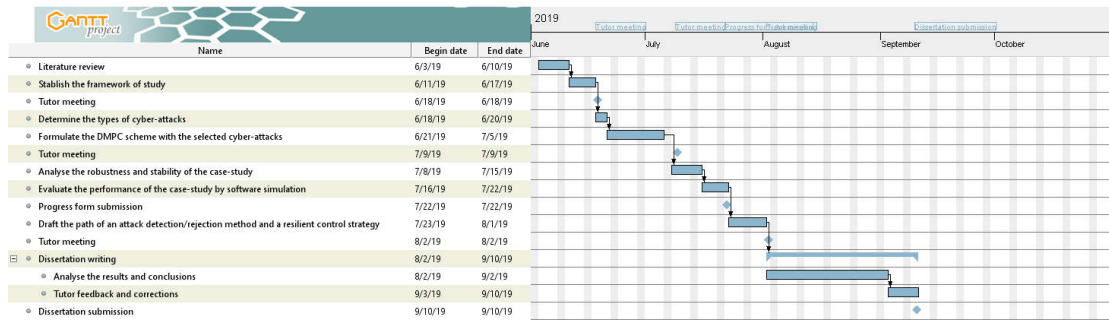 GANTT
project
2019
Tutor meeting
Tutor meeting
Dissertation submission
Name Begin date End date
June July August September October
Literature review 6/3/19 6/10/19
Stablish the framework of study 6/11/19 6/17/19
Tutor meeting 6/18/19 6/18/19
Determine the types of cyber-attacks 6/18/19 6/20/19
Formulate the DMPC scheme with the selected cyber-attacks 6/21/19 7/5/19
Tutor meeting 7/9/19 7/9/19
Analyse the robustness and stability of the case-study 7/8/19 7/15/19
Evaluate the performance of the case-study by software simulation 7/16/19 7/22/19
Progress form submission 7/22/19 7/22/19
Draft the path of an attack detection/rejection method and a resilient control strategy 7/23/19 8/1/19
Tutor meeting 8/2/19 8/2/19
Dissertation writing 8/2/19 9/10/19
Analyse the results and conclusions 8/2/19 9/2/19
Tutor feedback and corrections 9/3/19 9/10/19
Dissertation submission 9/10/19 9/10/19